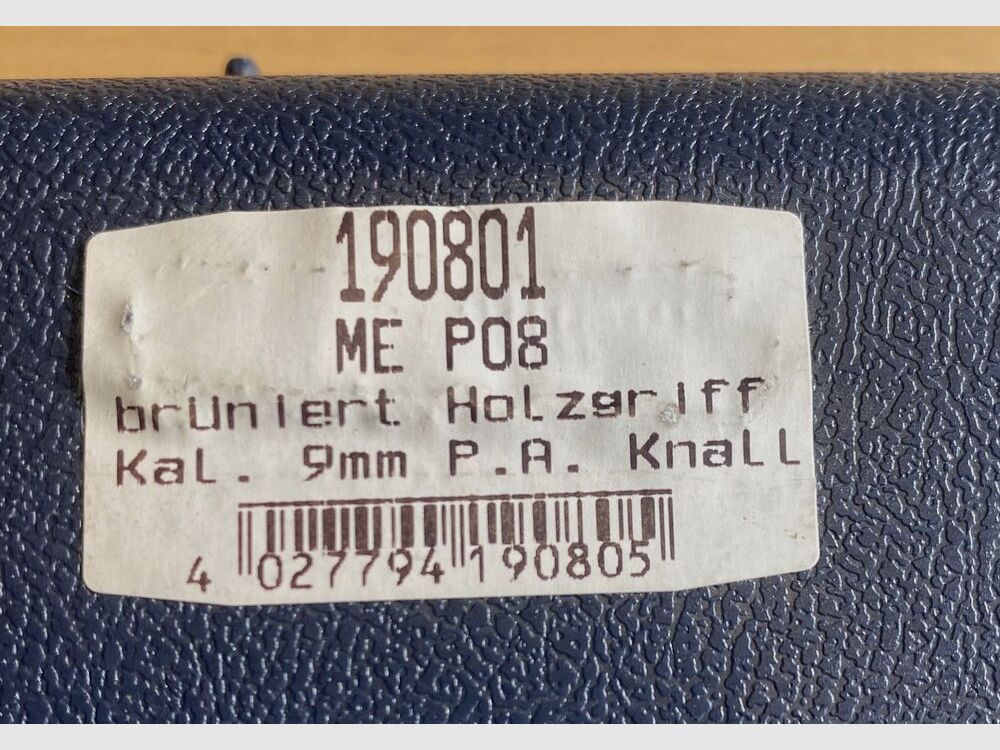 190801
ME P08
brüniert Holzgriff
Kal. 9mm P.A. Knall
4 027794 190805